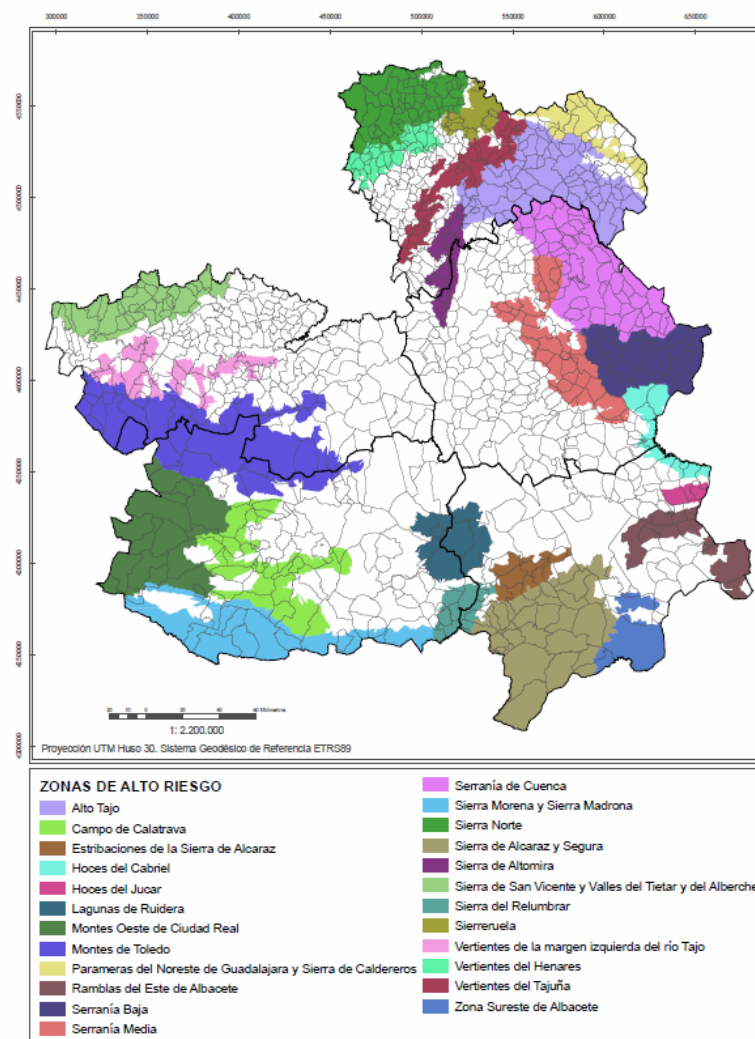 300000 350000 400000 450000 500000 550000 600000 650000
1: 2.200.000
Proyección UTM Huso 30. Sistema Geodésico de Referencia ETRS89
ZONAS DE ALTO RIESGO
Alto Tajo
Campo de Calatrava
Estribaciones de la Sierra de Alcaraz
Hoces del Cabriel
Hoces del Jucar
Lagunas de Ruidera
Montes Oeste de Ciudad Real
Montes de Toledo
Parameras del Noreste de Guadalajara y Sierra de Caldereros
Ramblas del Este de Albacete
Serranía Baja
Serranía Media
Serranía de Cuenca
Sierra Morena y Sierra Madrona
Sierra Norte
Sierra de Alcaraz y Segura
Sierra de Altomira
Sierra de San Vicente y Valles del Tietar y del Alberche
Sierra del Relumbrar
Sierreruela
Vertientes de la margen izquierda del río Tajo
Vertientes del Henares
Vertientes del Tajuña
Zona Sureste de Albacete